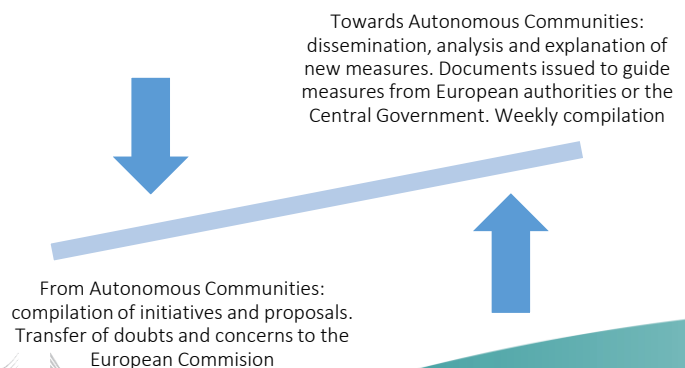 Towards Autonomous Communities:
dissemination, analysis and explanation of
new measures. Documents issued to guide
measures from European authorities or the
Central Government. Weekly compilation
From Autonomous Communities:
compilation of initiatives and proposals.
Transfer of doubts and concerns to the
European Commision